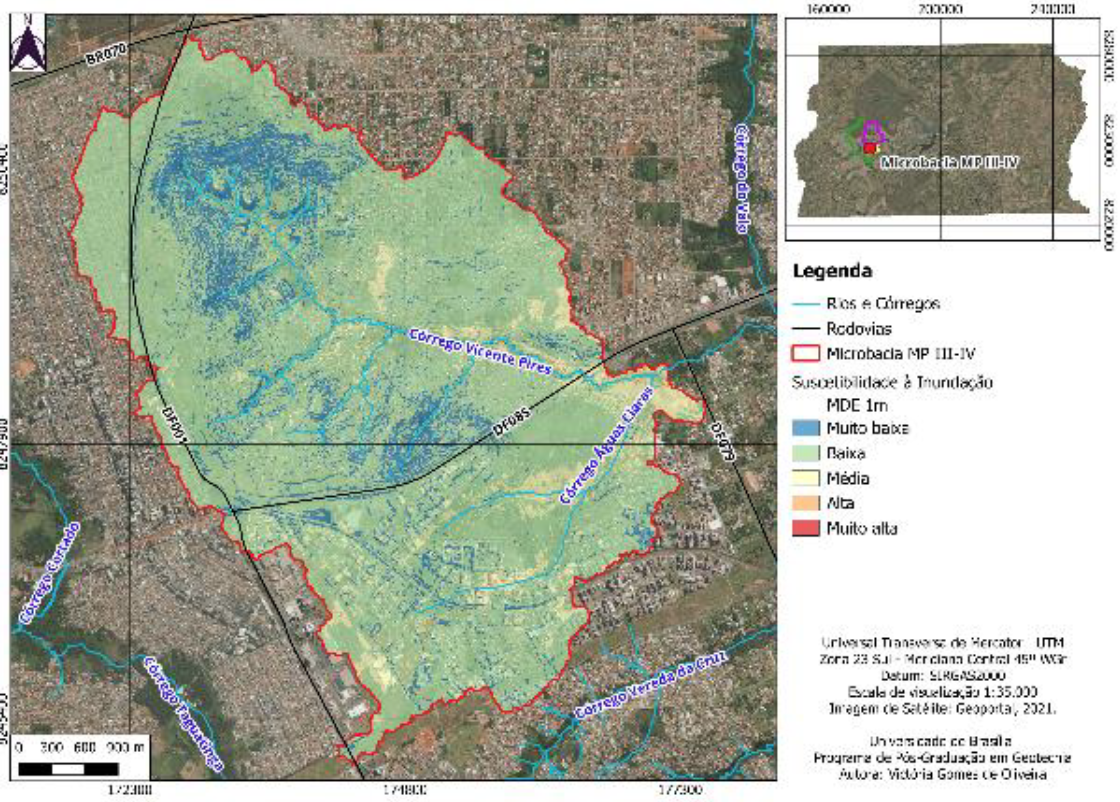 N
BR070
Córrego do Valo
Córrego Vicente Pires
DF001
DF085
DF079
Córrego Águas Claras
Córrego Cortado
Córrego Taguatinga
Córrego Vereda da Cruz
0 300 600 900 m
172300 174800 177300
8247900
160000 200000 240000
Microbacia MP III-IV
Legenda
Rios e Córregos
Rodovias
Microbacia MP III-IV
Suscetibilidade à Inundação
MDE 1m
Muito baixa
Baixa
Média
Alta
Muito alta
Universal Transversa de Mercator UTM
Zona 23 Sul - Meridiano Central 45º WGr
Datum: SIRGAS2000
Escala de visualização 1:35.000
Imagem de Satélite: Geoportal, 2021.
Universidade de Brasília
Programa de Pós-Graduação em Geotecnia
Autora: Victória Gomes de Oliveira